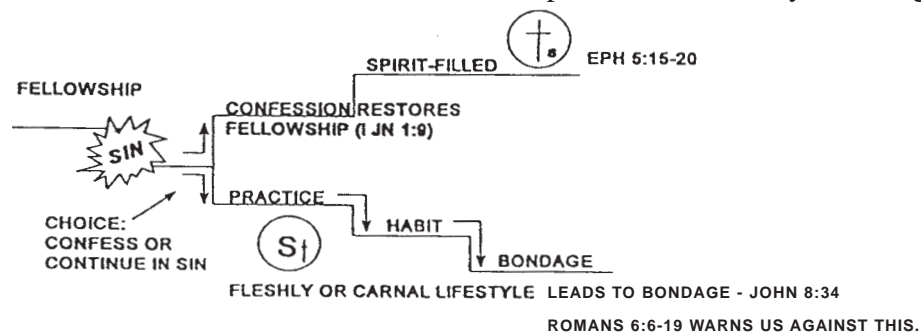 SPIRIT-FILLED
s
EPH 5:15-20
FELLOWSHIP
SIN
CONFESSION RESTORES
FELLOWSHIP (I JN 1:9)
CHOICE:
CONFESS OR
CONTINUE IN SIN
PRACTICE
S
HABIT
BONDAGE
FLESHLY OR CARNAL LIFESTYLE LEADS TO BONDAGE - JOHN 8:34
ROMANS 6:6-19 WARNS US AGAINST THIS.